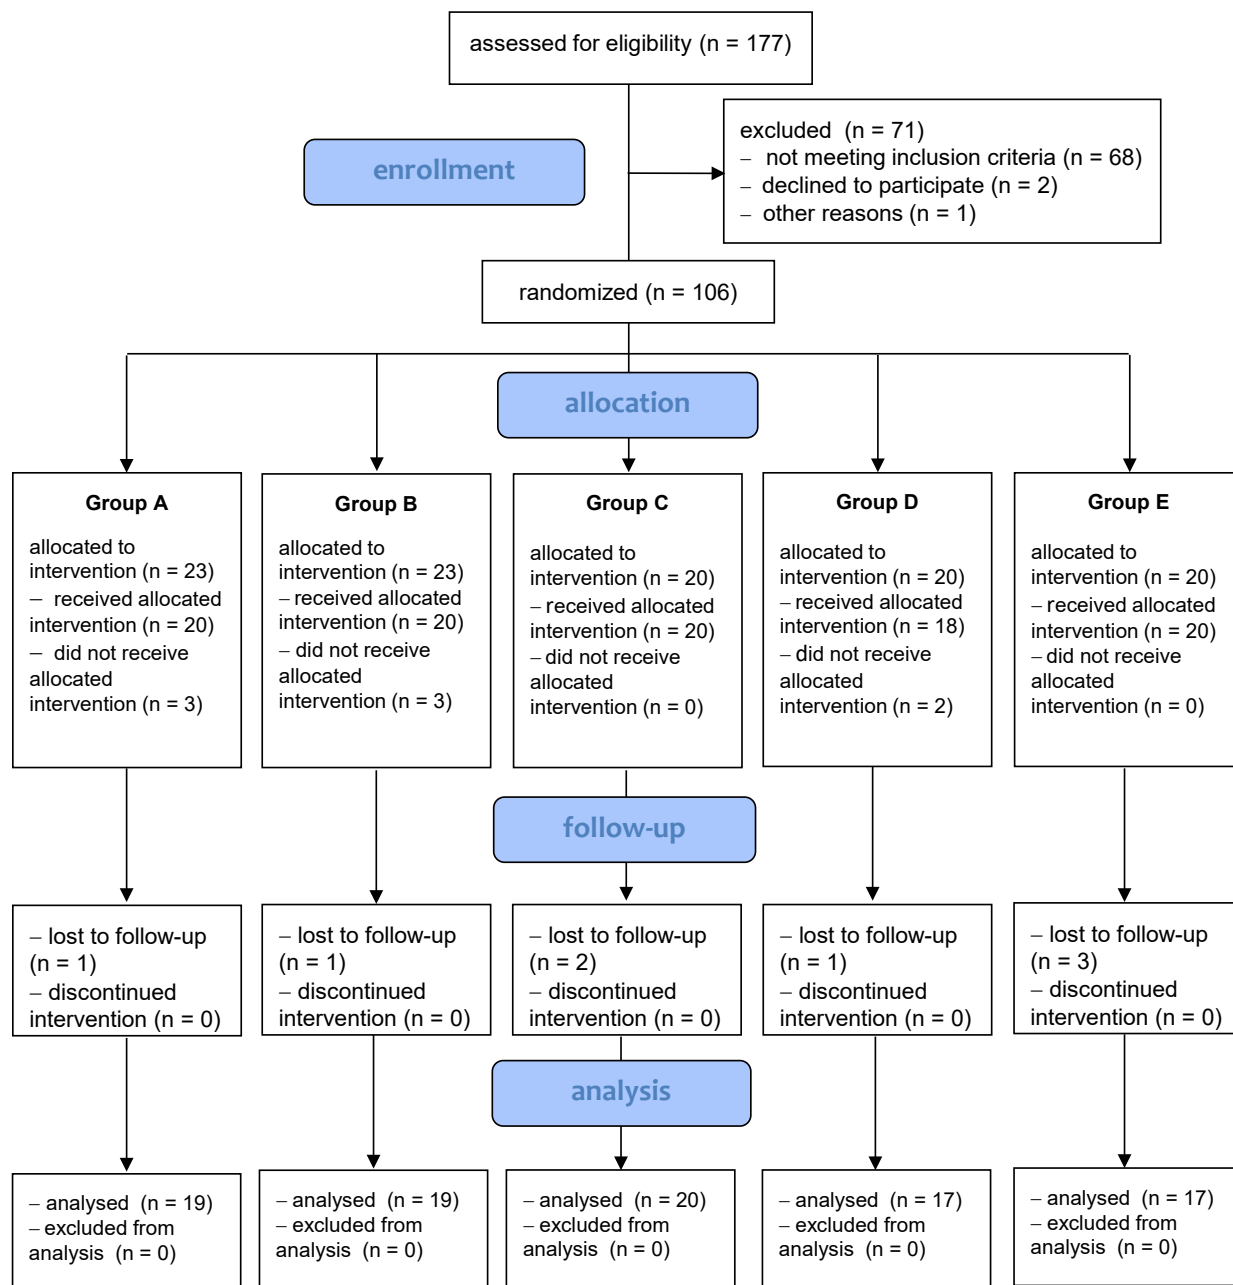 assessed for eligibility (n = 177)
excluded  (n = 71)
– not meeting inclusion criteria (n = 68)
– declined to participate (n = 2)
– other reasons (n = 1)
enrollment
randomized (n = 106)
allocation
Group A
allocated to
intervention (n = 23)
– received allocated
intervention (n = 20)
– did not receive
allocated
intervention (n = 3)
Group B
allocated to
intervention (n = 23)
– received allocated
intervention (n = 20)
– did not receive
allocated
intervention (n = 3)
Group C
allocated to
intervention (n = 20)
– received allocated
intervention (n = 20)
– did not receive
allocated
intervention (n = 0)
Group D
allocated to
intervention (n = 20)
– received allocated
intervention (n = 18)
– did not receive
allocated
intervention (n = 2)
Group E
allocated to
intervention (n = 20)
– received allocated
intervention (n = 20)
– did not receive
allocated
intervention (n = 0)
follow-up
– lost to follow-up
(n = 1)
– discontinued
intervention (n = 0)
– lost to follow-up
(n = 1)
– discontinued
intervention (n = 0)
– lost to follow-up
(n = 2)
– discontinued
intervention (n = 0)
– lost to follow-up
(n = 1)
– discontinued
intervention (n = 0)
– lost to follow-up
(n = 3)
– discontinued
intervention (n = 0)
analysis
– analysed  (n = 19)
– excluded from
analysis  (n = 0)
– analysed  (n = 19)
– excluded from
analysis  (n = 0)
– analysed  (n = 20)
– excluded from
analysis  (n = 0)
– analysed  (n = 17)
– excluded from
analysis  (n = 0)
– analysed  (n = 17)
– excluded from
analysis  (n = 0)